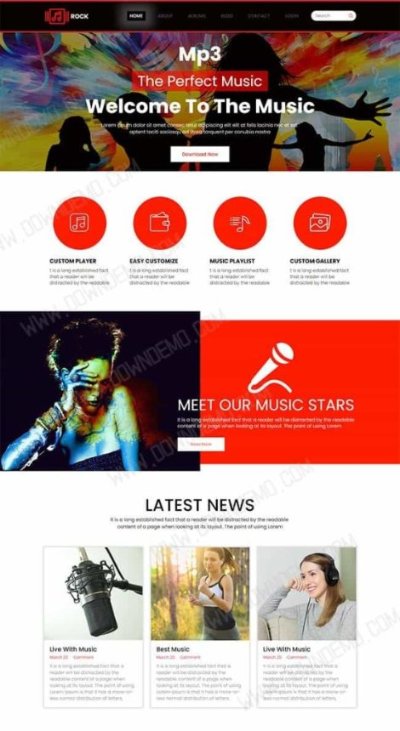 ROCK
HOME ABOUT ALBUMS BLOG CONTACT LOGIN
Search
Mp3
The Perfect Music
Welcome To The Music
Lorem ipsum dolor sit amet
elit at felis lacinia
Download Now
CUSTOM PLAYER
t is a long established fact
that a reader will be
distracted by the readable
EASY CUSTOMIZE
t is a long established fact
that a reader will be
distracted by the readable
MUSIC PLAYLIST
t is a long established fact
that a reader will be
distracted by the readable
CUSTOM GALLERY
t is a long established fact
that a reader will be
distracted by the readable
MEET OUR MUSIC STARS
It is a long established fact that a reader will be distracted by the readable
content of a page when looking at its layout. The point of using Lorem
Read More
LATEST NEWS
It is a long established fact that a reader will be distracted by the readable
content of a page when looking at its layout. The point of using Lorem
Live With Music
March 25 Comment
It is a long established fact that a
reader will be distracted by the
readable content of a page when
looking at its layout. The point of using
Lorem Ipsum is that it has a more-or-less
normal distribution of
Best Music
March 25 Comment
It is a long established fact that a
reader will be distracted by the
readable content of a page when
looking at its layout. The point of using
Lorem Ipsum is that it has a more-or-less
normal distribution of
Live With Music
March 25 Comment
It is a long established fact that a
reader will be distracted by the
readable content of a page when
looking at its layout. The point of using
Lorem Ipsum is that it has a more-or-less
normal distribution of
WWW.DOWNDEMO.COM